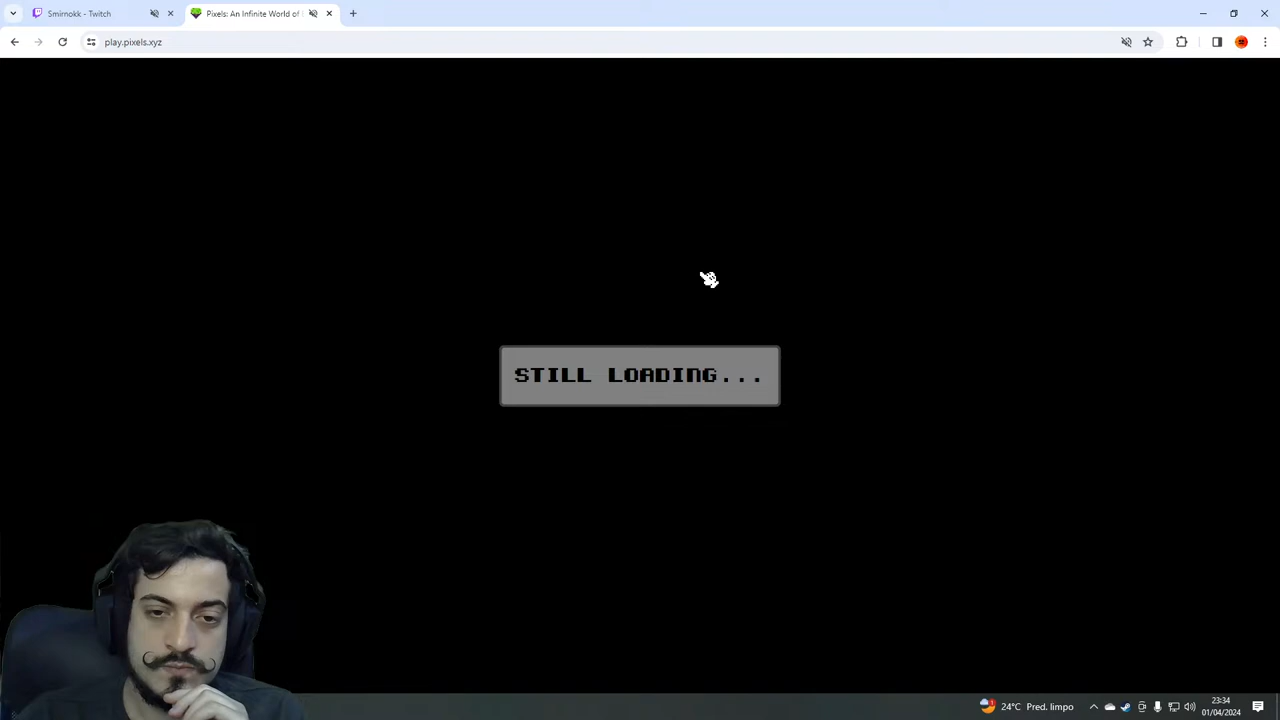 Smirnokk - Twitch
Pixels: An Infinite World of
play.pixels.xyz
STILL LOADING...
24°C Pred. limpo
23:34
01/04/2024